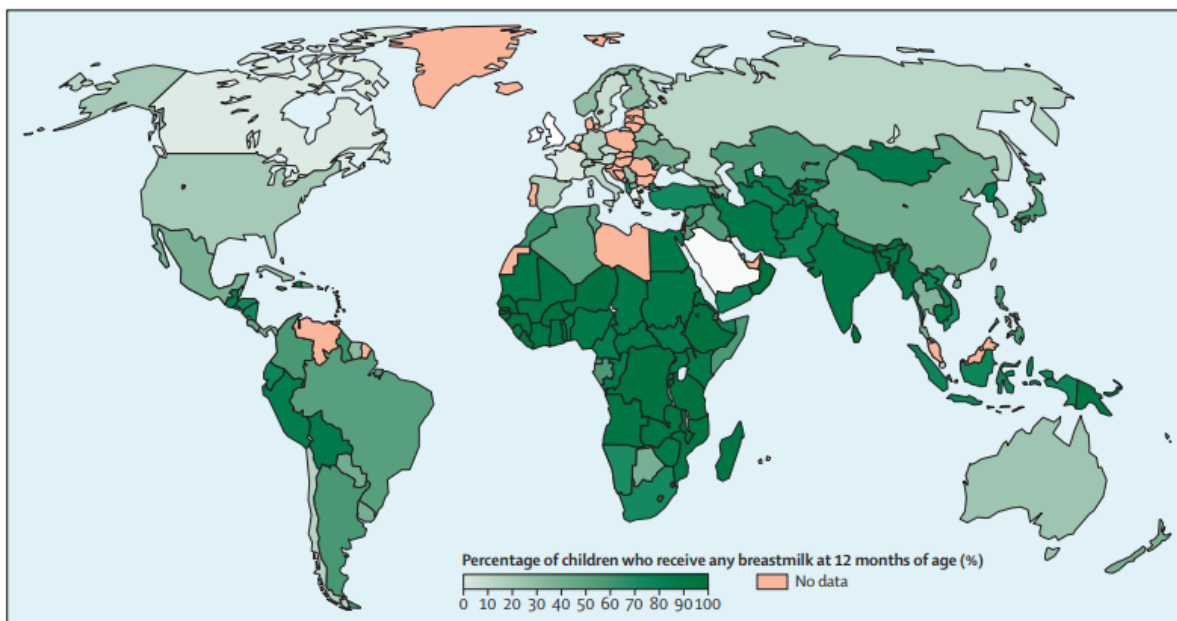 Percentage of children who receive any breastmilk at 12 months of age (%)
No data
0 10 20 30 40 50 60 70 80 90 100